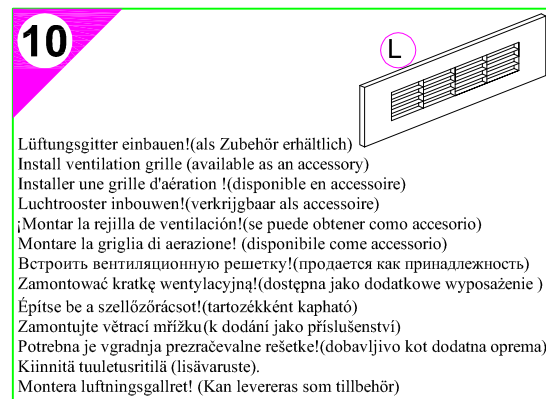 10
L
Lüftungsgitter einbauen!(als Zubehör erhältlich)
Install ventilation grille (available as an accessory)
Installer une grille d'aération !(disponible en accessoire)
Luchtrooster inbouwen!(verkrijgbaar als accessoire)
¡Montar la rejilla de ventilación!(se puede obtener como accesorio)
Montare la griglia di aerazione! (disponibile come accessorio)
Встроить вентиляционную решетку!(продается как принадлежность)
Zamontować kratkę wentylacyjną!(dostępna jako dodatkowe wyposażenie )
Építse be a szellőzőrácsot!(tartozékként kapható)
Zamontujte větrací mřížku(k dodání jako příslušenství)
Potrebna je vgradnja prezračevalne rešetke!(dobavljivo kot dodatna oprema)
Kiinnitä tuuletusritilä (lisävaruste).
Montera luftningsgallret! (Kan levereras som tillbehör)